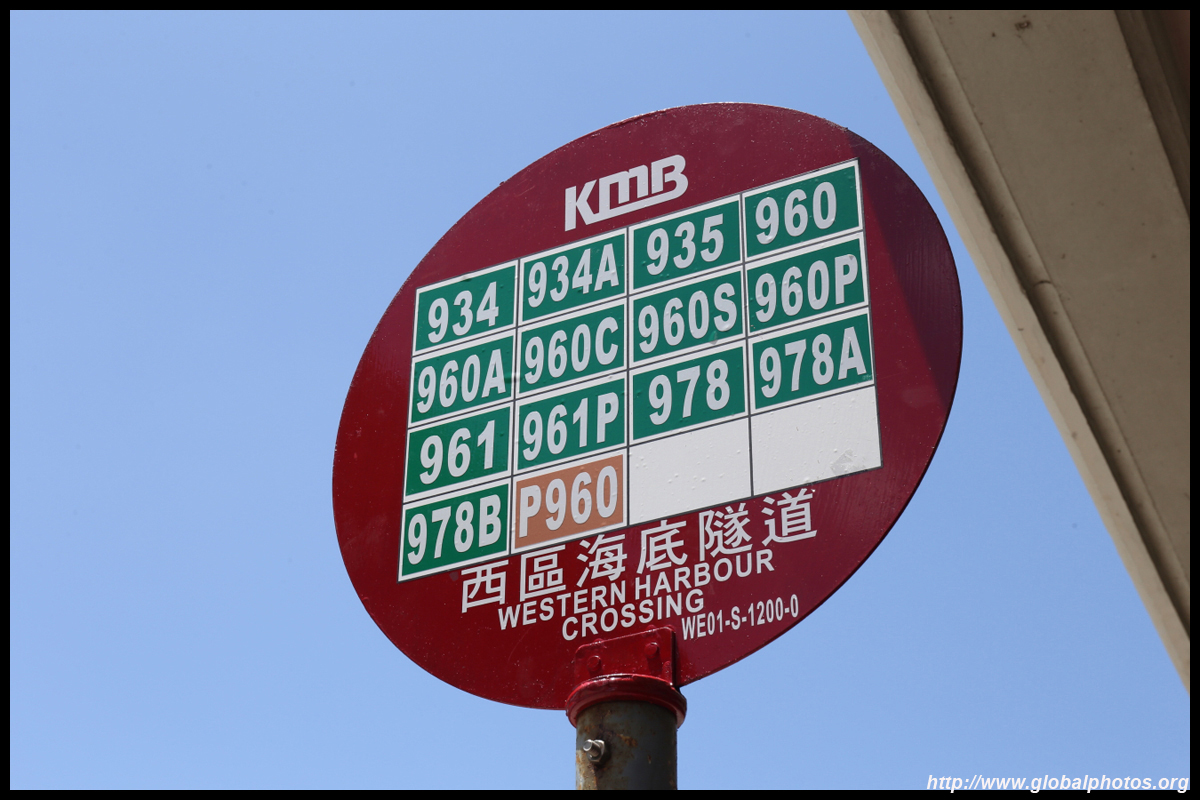 KMB
934 934A 935 960
960A 960C 960S 960P
961 961P 978 978A
978B P960
西區海底隧道
WESTERN HARBOUR
CROSSING
WE01-S-1200-0
http://www.globalphotos.org